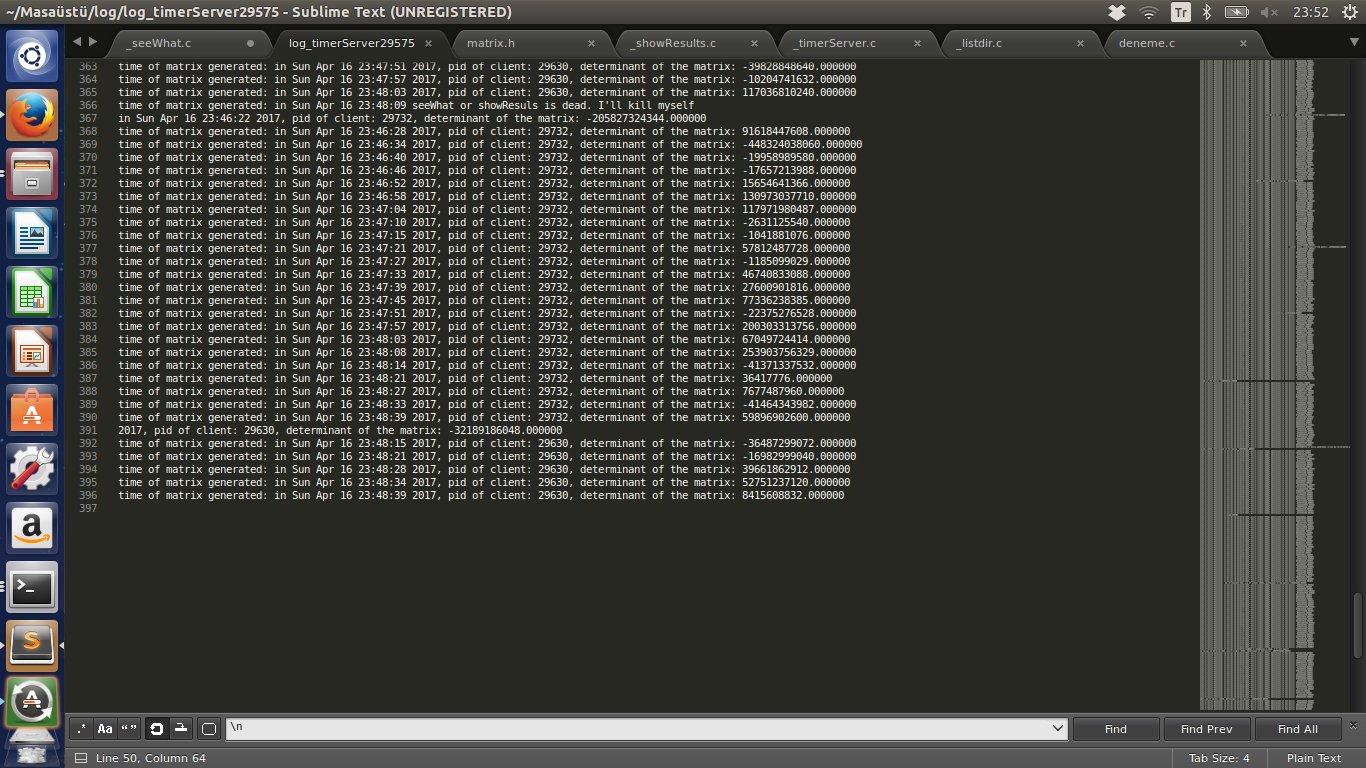 ~/Masaüstü/log/log_timerServer29575 - Sublime Text (UNREGISTERED)
Tr
23:52
_seeWhat.c
log_timerServer29575
matrix.h
_showResults.c
_timerServer.c
_listdir.c
deneme.c
363 time of matrix generated: in Sun Apr 16 23:47:51 2017, pid of client: 29630, determinant of the matrix: -39828848640.000000
364 time of matrix generated: in Sun Apr 16 23:47:57 2017, pid of client: 29630, determinant of the matrix: -10204741632.000000
365 time of matrix generated: in Sun Apr 16 23:48:03 2017, pid of client: 29630, determinant of the matrix: 117036810240.000000
366 time of matrix generated: in Sun Apr 16 23:48:09 seeWhat or showResuls is dead. I'll kill myself
367 in Sun Apr 16 23:46:22 2017, pid of client: 29732, determinant of the matrix: -205827324344.000000
368 time of matrix generated: in Sun Apr 16 23:46:28 2017, pid of client: 29732, determinant of the matrix: 91618447608.000000
369 time of matrix generated: in Sun Apr 16 23:46:34 2017, pid of client: 29732, determinant of the matrix: -448324038060.000000
370 time of matrix generated: in Sun Apr 16 23:46:40 2017, pid of client: 29732, determinant of the matrix: -19958989580.000000
371 time of matrix generated: in Sun Apr 16 23:46:46 2017, pid of client: 29732, determinant of the matrix: -17657213988.000000
372 time of matrix generated: in Sun Apr 16 23:46:52 2017, pid of client: 29732, determinant of the matrix: 15654641366.000000
373 time of matrix generated: in Sun Apr 16 23:46:58 2017, pid of client: 29732, determinant of the matrix: 130973037710.000000
374 time of matrix generated: in Sun Apr 16 23:47:04 2017, pid of client: 29732, determinant of the matrix: 117971980487.000000
375 time of matrix generated: in Sun Apr 16 23:47:10 2017, pid of client: 29732, determinant of the matrix: -2631125540.000000
376 time of matrix generated: in Sun Apr 16 23:47:15 2017, pid of client: 29732, determinant of the matrix: -1041881076.000000
377 time of matrix generated: in Sun Apr 16 23:47:21 2017, pid of client: 29732, determinant of the matrix: 57812487728.000000
378 time of matrix generated: in Sun Apr 16 23:47:27 2017, pid of client: 29732, determinant of the matrix: -1185099029.000000
379 time of matrix generated: in Sun Apr 16 23:47:33 2017, pid of client: 29732, determinant of the matrix: 46740833088.000000
380 time of matrix generated: in Sun Apr 16 23:47:39 2017, pid of client: 29732, determinant of the matrix: 27600901816.000000
381 time of matrix generated: in Sun Apr 16 23:47:45 2017, pid of client: 29732, determinant of the matrix: 77336238385.000000
382 time of matrix generated: in Sun Apr 16 23:47:51 2017, pid of client: 29732, determinant of the matrix: -22375276528.000000
383 time of matrix generated: in Sun Apr 16 23:47:57 2017, pid of client: 29732, determinant of the matrix: 200303313756.000000
384 time of matrix generated: in Sun Apr 16 23:48:03 2017, pid of client: 29732, determinant of the matrix: 67049724414.000000
385 time of matrix generated: in Sun Apr 16 23:48:08 2017, pid of client: 29732, determinant of the matrix: 253903756329.000000
386 time of matrix generated: in Sun Apr 16 23:48:14 2017, pid of client: 29732, determinant of the matrix: -41371337532.000000
387 time of matrix generated: in Sun Apr 16 23:48:21 2017, pid of client: 29732, determinant of the matrix: 36417776.000000
388 time of matrix generated: in Sun Apr 16 23:48:27 2017, pid of client: 29732, determinant of the matrix: 7677487960.000000
389 time of matrix generated: in Sun Apr 16 23:48:33 2017, pid of client: 29732, determinant of the matrix: -41464343982.000000
390 time of matrix generated: in Sun Apr 16 23:48:39 2017, pid of client: 29732, determinant of the matrix: 59896902600.000000
391 2017, pid of client: 29630, determinant of the matrix: -32189186048.000000
392 time of matrix generated: in Sun Apr 16 23:48:15 2017, pid of client: 29630, determinant of the matrix: -36487299072.000000
393 time of matrix generated: in Sun Apr 16 23:48:21 2017, pid of client: 29630, determinant of the matrix: -16982999040.000000
394 time of matrix generated: in Sun Apr 16 23:48:28 2017, pid of client: 29630, determinant of the matrix: 39661862912.000000
395 time of matrix generated: in Sun Apr 16 23:48:34 2017, pid of client: 29630, determinant of the matrix: 52751237120.000000
396 time of matrix generated: in Sun Apr 16 23:48:39 2017, pid of client: 29630, determinant of the matrix: 8415608832.000000
397
.* Aa “”
\n
Find
Find Prev
Find All
Line 50, Column 64
Tab Size: 4
Plain Text